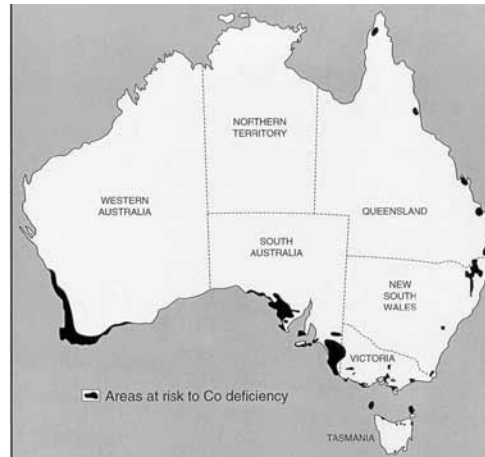 NORTHERN
TERRITORY
WESTERN
AUSTRALIA
QUEENSLAND
SOUTH
AUSTRALIA
NEW
SOUTH
WALES
VICTORIA
Areas at risk to Co deficiency
TASMANIA